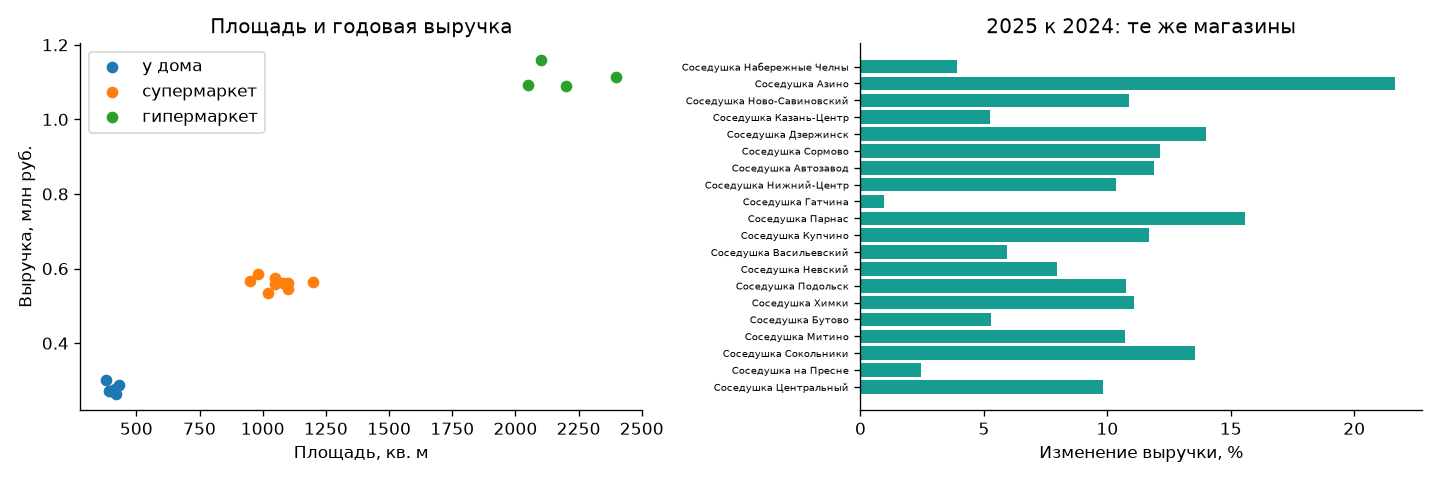 Площадь и годовая выручка
1.2
1.0
0.8
0.6
0.4
Выручка, млн руб.
у дома
супермаркет
гипермаркет
500 750 1000 1250 1500 1750 2000 2250 2500
Площадь, кв. м
2025 к 2024: те же магазины
Соседушка Набережные Челны
Соседушка Азино
Соседушка Ново-Савиновский
Соседушка Казань-Центр
Соседушка Дзержинск
Соседушка Сормово
Соседушка Автозавод
Соседушка Нижний-Центр
Соседушка Гатчина
Соседушка Парнас
Соседушка Купчино
Соседушка Васильевский
Соседушка Невский
Соседушка Подольск
Соседушка Химки
Соседушка Бутово
Соседушка Митино
Соседушка Сокольники
Соседушка на Пресне
Соседушка Центральный
0 5 10 15 20
Изменение выручки, %